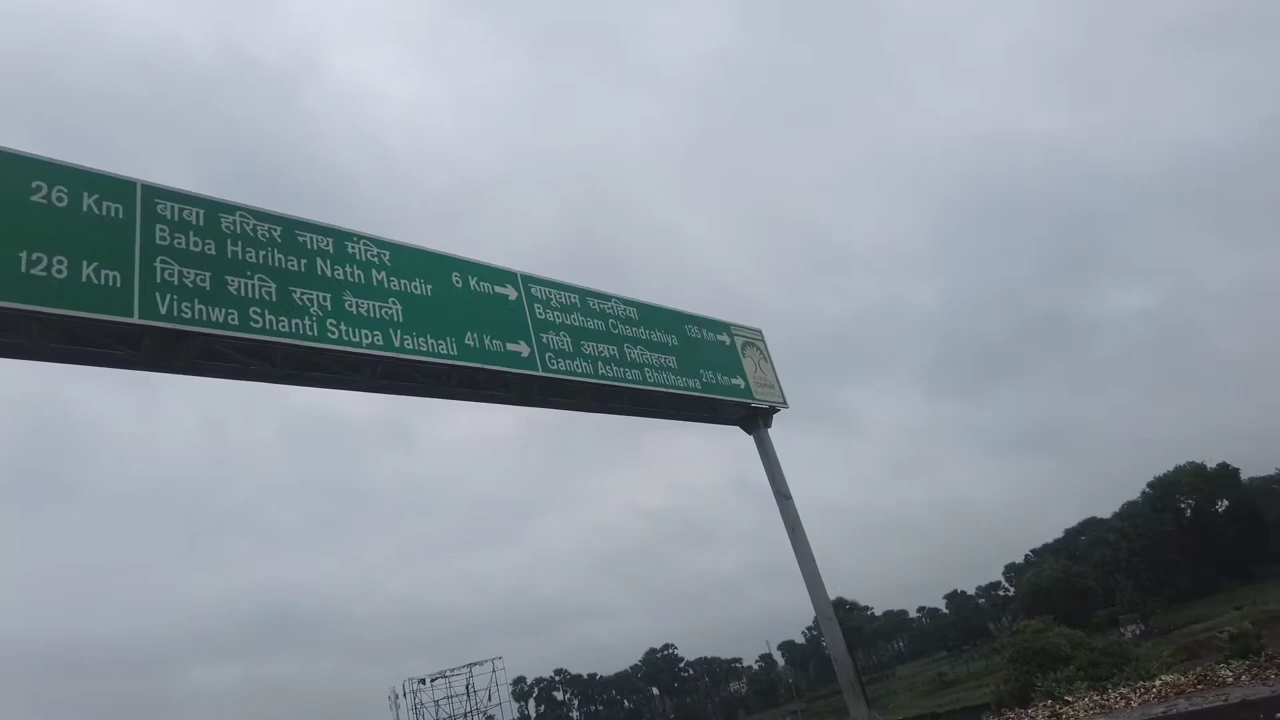 26 Km
128 Km
बाबा हरिहर नाथ मंदिर
Baba Harihar Nath Mandir 6 Km
विश्व शांति स्तूप वैशाली
Vishwa Shanti Stupa Vaishali 41 Km
बापूधाम चन्द्रहिया
Bapudham Chandrahiya 135 Km
गाँधी आश्रम भितिहरवा
Gandhi Ashram Bhitiharwa 215 Km